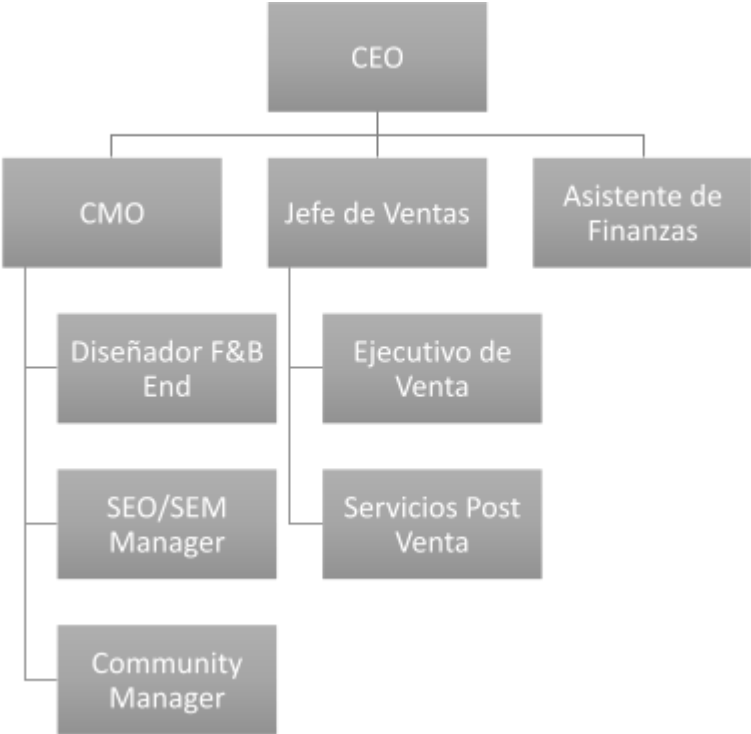 CEO
CMO
Jefe de Ventas
Asistente de
Finanzas
Diseñador F&B
End
Ejecutivo de
Venta
SEO/SEM
Manager
Servicios Post
Venta
Community
Manager